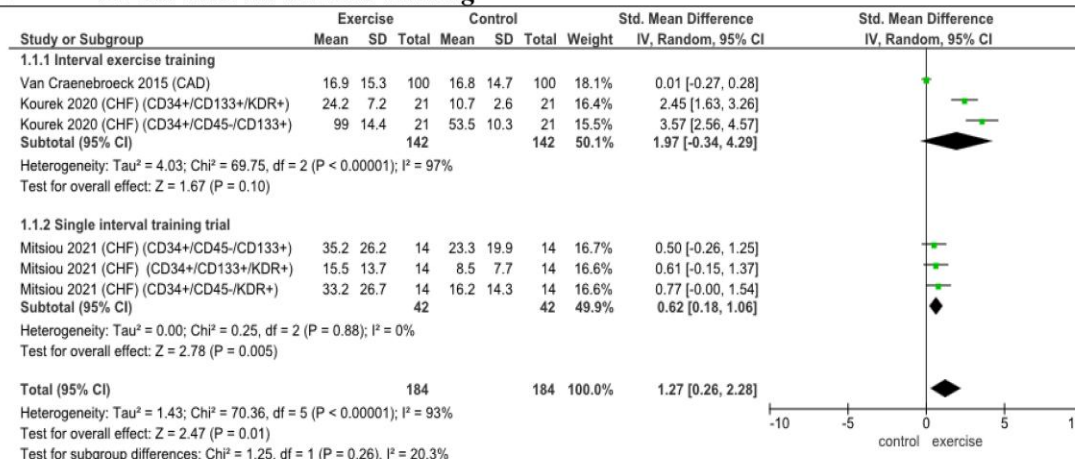 Exercise Control Std. Mean Difference Std. Mean Difference
Study or Subgroup Mean SD Total Mean SD Total Weight IV, Random, 95% CI IV, Random, 95% CI
1.1.1 Interval exercise training
Van Craenebroeck 2015 (CAD) 16.9 15.3 100 16.8 14.7 100 18.1% 0.01 [-0.27, 0.28]
Kourek 2020 (CHF) (CD34+/CD133+/KDR+) 24.2 7.2 21 10.7 2.6 21 16.4% 2.45 [1.63, 3.26]
Kourek 2020 (CHF) (CD34+/CD45-/CD133+) 99 14.4 21 53.5 10.3 21 15.5% 3.57 [2.56, 4.57]
Subtotal (95% CI) 142 142 50.1% 1.97 [-0.34, 4.29]
Heterogeneity: Tau² = 4.03; Chi² = 69.75, df = 2 (P < 0.00001); I² = 97%
Test for overall effect: Z = 1.67 (P = 0.10)
1.1.2 Single interval training trial
Mitsiou 2021 (CHF) (CD34+/CD45-/CD133+) 35.2 26.2 14 23.3 19.9 14 16.7% 0.50 [-0.26, 1.25]
Mitsiou 2021 (CHF) (CD34+/CD133+/KDR+) 15.5 13.7 14 8.5 7.7 14 16.6% 0.61 [-0.15, 1.37]
Mitsiou 2021 (CHF) (CD34+/CD45-/KDR+) 33.2 26.7 14 16.2 14.3 14 16.6% 0.77 [-0.00, 1.54]
Subtotal (95% CI) 42 42 49.9% 0.62 [0.18, 1.06]
Heterogeneity: Tau² = 0.00; Chi² = 0.25, df = 2 (P = 0.88); I² = 0%
Test for overall effect: Z = 2.78 (P = 0.005)
Total (95% CI) 184 184 100.0% 1.27 [0.26, 2.28]
Heterogeneity: Tau² = 1.43; Chi² = 70.36, df = 5 (P < 0.00001); I² = 93%
Test for overall effect: Z = 2.47 (P = 0.01)
Test for subgroup differences: Chi² = 1.25, df = 1 (P = 0.26), I² = 20.3%
-10 -5 0 5
control exercise